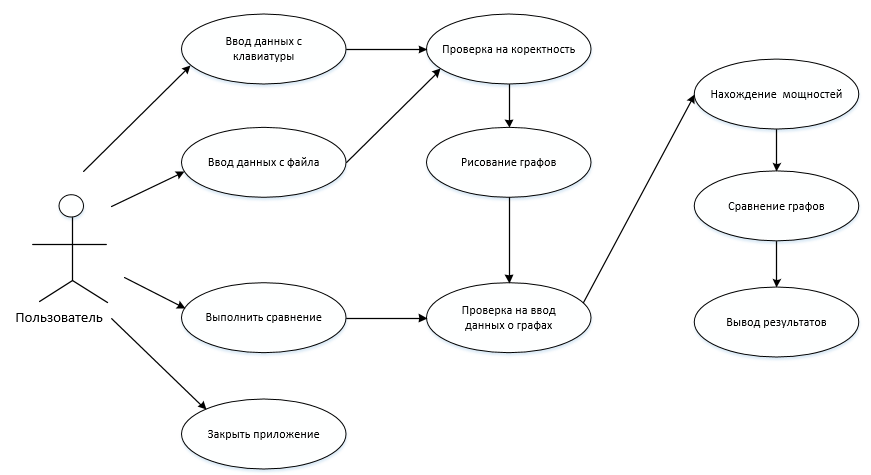 Ввод данных с
клавиатуры
Проверка на коректность
Нахождение мощностей
Ввод данных с файла
Рисование графов
Сравнение графов
Пользователь
Выполнить сравнение
Проверка на ввод
данных о графах
Вывод результатов
Закрыть приложение